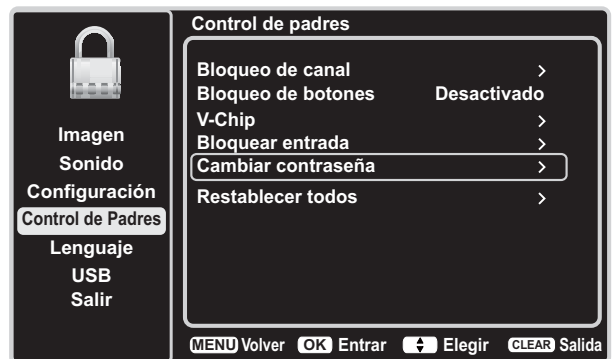 Control de padres
Bloqueo de canal >
Bloqueo de botones Desactivado
V-Chip >
Bloquear entrada >
Cambiar contraseña >
Restablecer todos >
Imagen
Sonido
Configuración
Control de Padres
Lenguaje
USB
Salir
MENU Volver OK Entrar Elegir CLEAR Salida